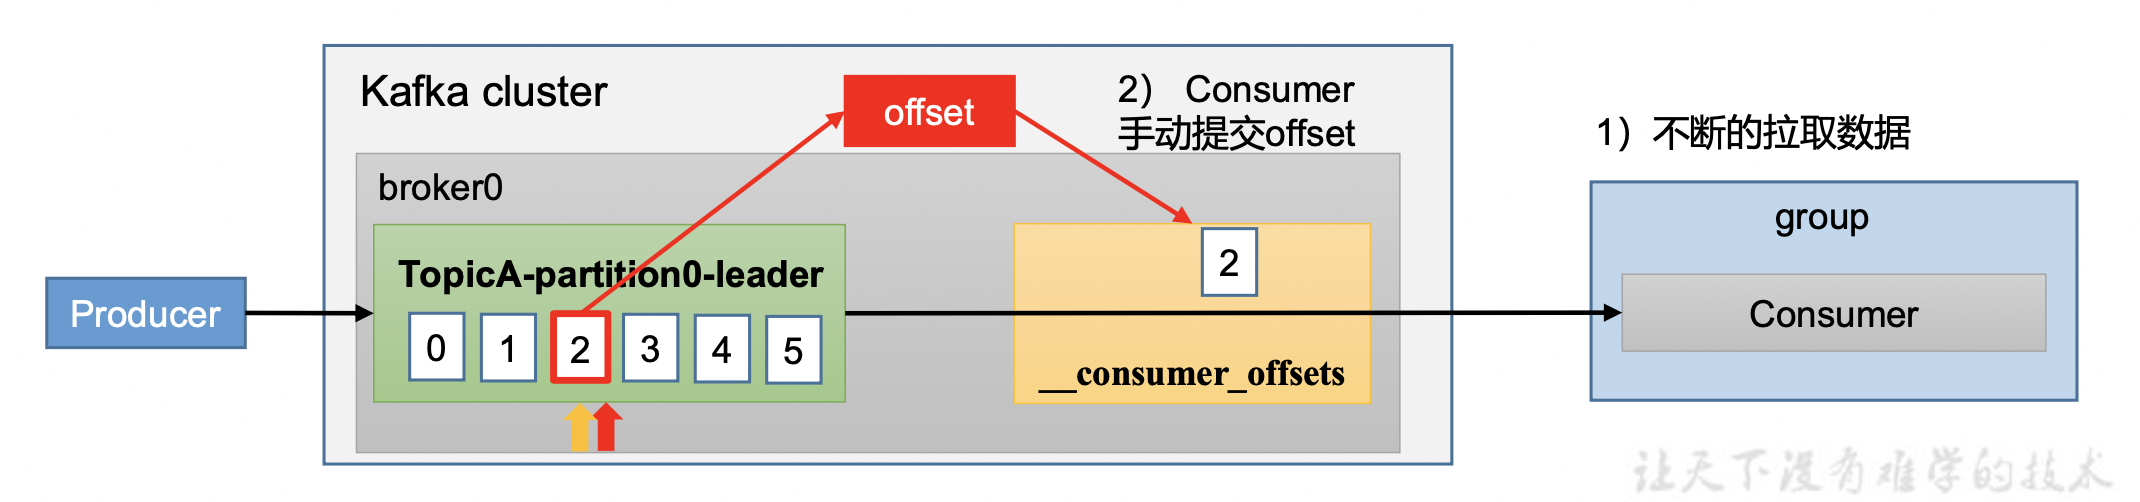 Kafka cluster
offset
2） Consumer
手动提交offset
1）不断的拉取数据
broker0
group
TopicA-partition0-leader
Producer
0 1 2 3 4 5
2
Consumer
__consumer_offsets
让天下没有难学的技术